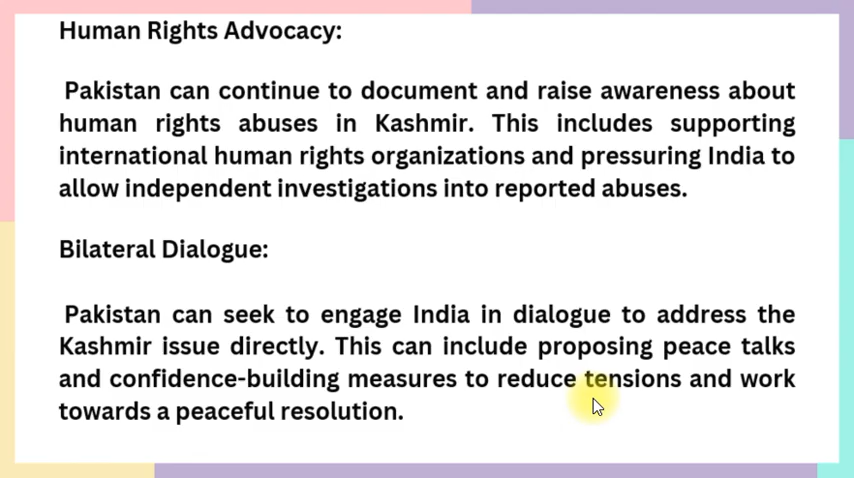 Human Rights Advocacy:
Pakistan can continue to document and raise awareness about
human rights abuses in Kashmir. This includes supporting
international human rights organizations and pressuring India to
allow independent investigations into reported abuses.
Bilateral Dialogue:
Pakistan can seek to engage India in dialogue to address the
Kashmir issue directly. This can include proposing peace talks
and confidence-building measures to reduce tensions and work
towards a peaceful resolution.